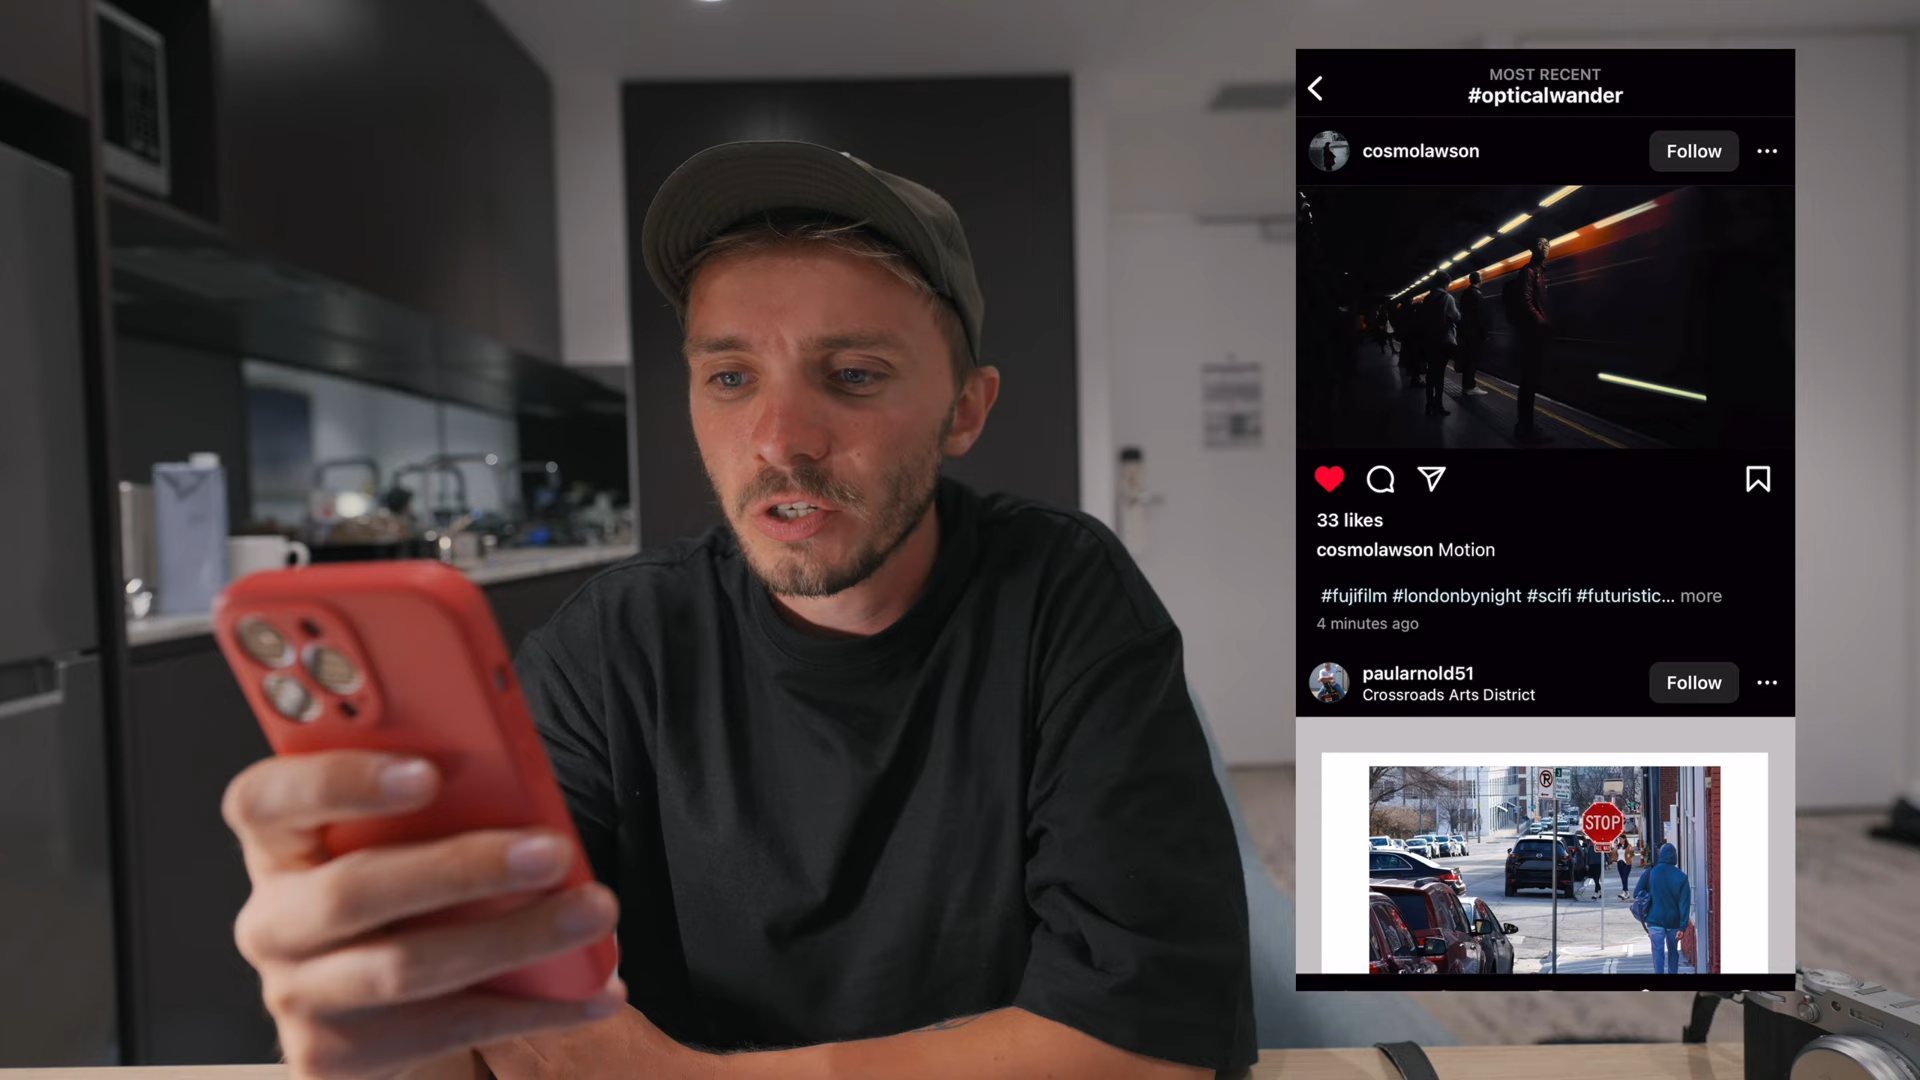 MOST RECENT
#opticalwander
cosmolawson
Follow
33 likes
cosmolawson Motion
#fujifilm #londonbynight #scifi #futuristic... more
4 minutes ago
paularnold51
Crossroads Arts District
Follow
STOP